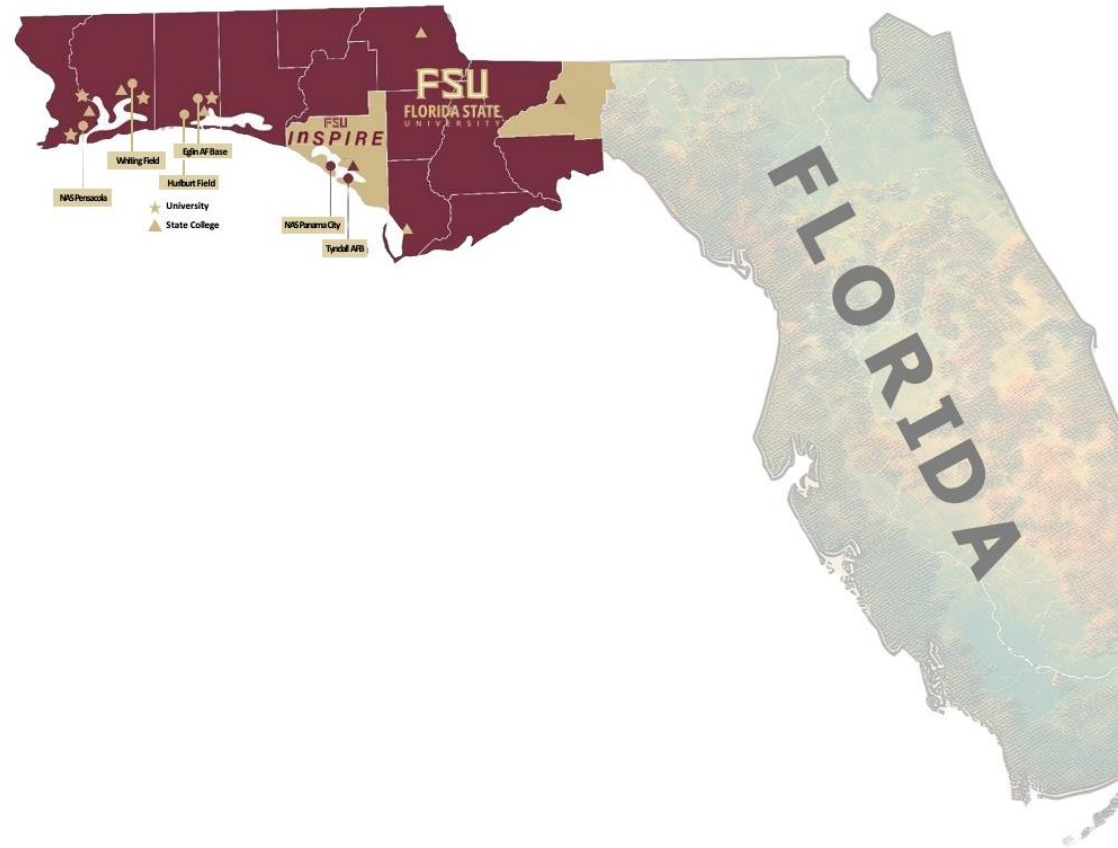 FSU
FLORIDA STATE
UNIVERSITY
FSU
InSPIRE
Eglin AF Base
Whiting Field
Hurlburt Field
NAS Pensacola
University
State College
NAS Panama City
Tyndall AFB
FLORIDA